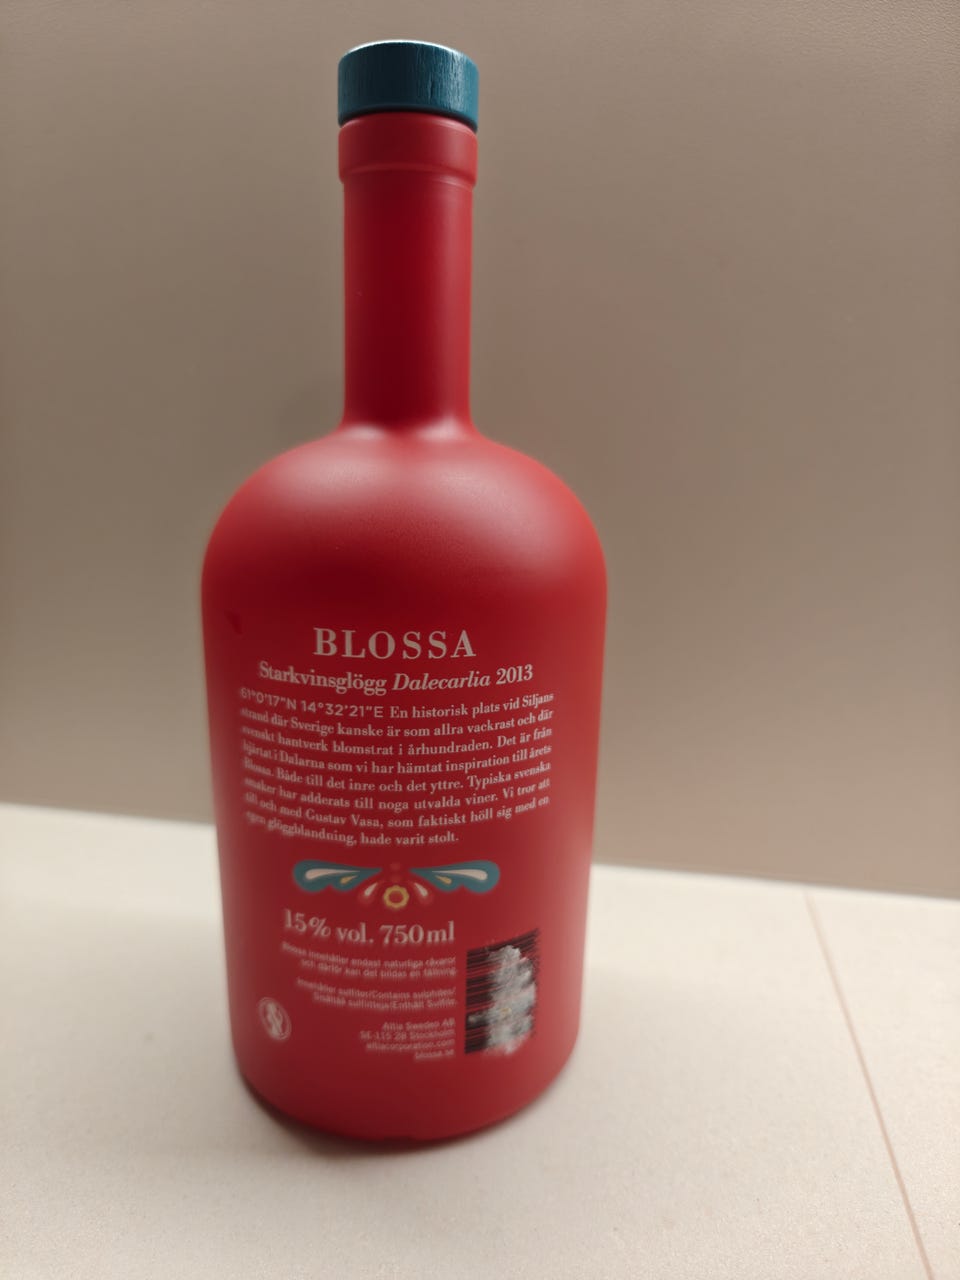 BLOSSA
Starkvinsglögg Dalecarlia 2013
61°0'17"N 14°32'21"E En historisk plats vid Siljans
strand där Sverige kanske är som allra vackrast och där
svenskt hantverk blomstrat i århundraden. Det är från
hjärtat i Dalarna som vi har hämtat inspiration till årets
Blossa. Både till det inre och det yttre. Typiska svenska
smaker har adderats till noga utvalda viner. Vi tror att
till och med Gustav Vasa, som faktiskt höll sig med en
egen glöggblandning, hade varit stolt.
15% vol. 750ml
Blossa innehåller endast naturliga råvaror
och därför kan det bildas en fällning.
Innehåller sulfiter/Contains sulphites/
Sisältää sulfiitteja/Enthält Sulfite.
Altia Sweden AB
SE-115 28 Stockholm
altiacorporation.com
blossa.se